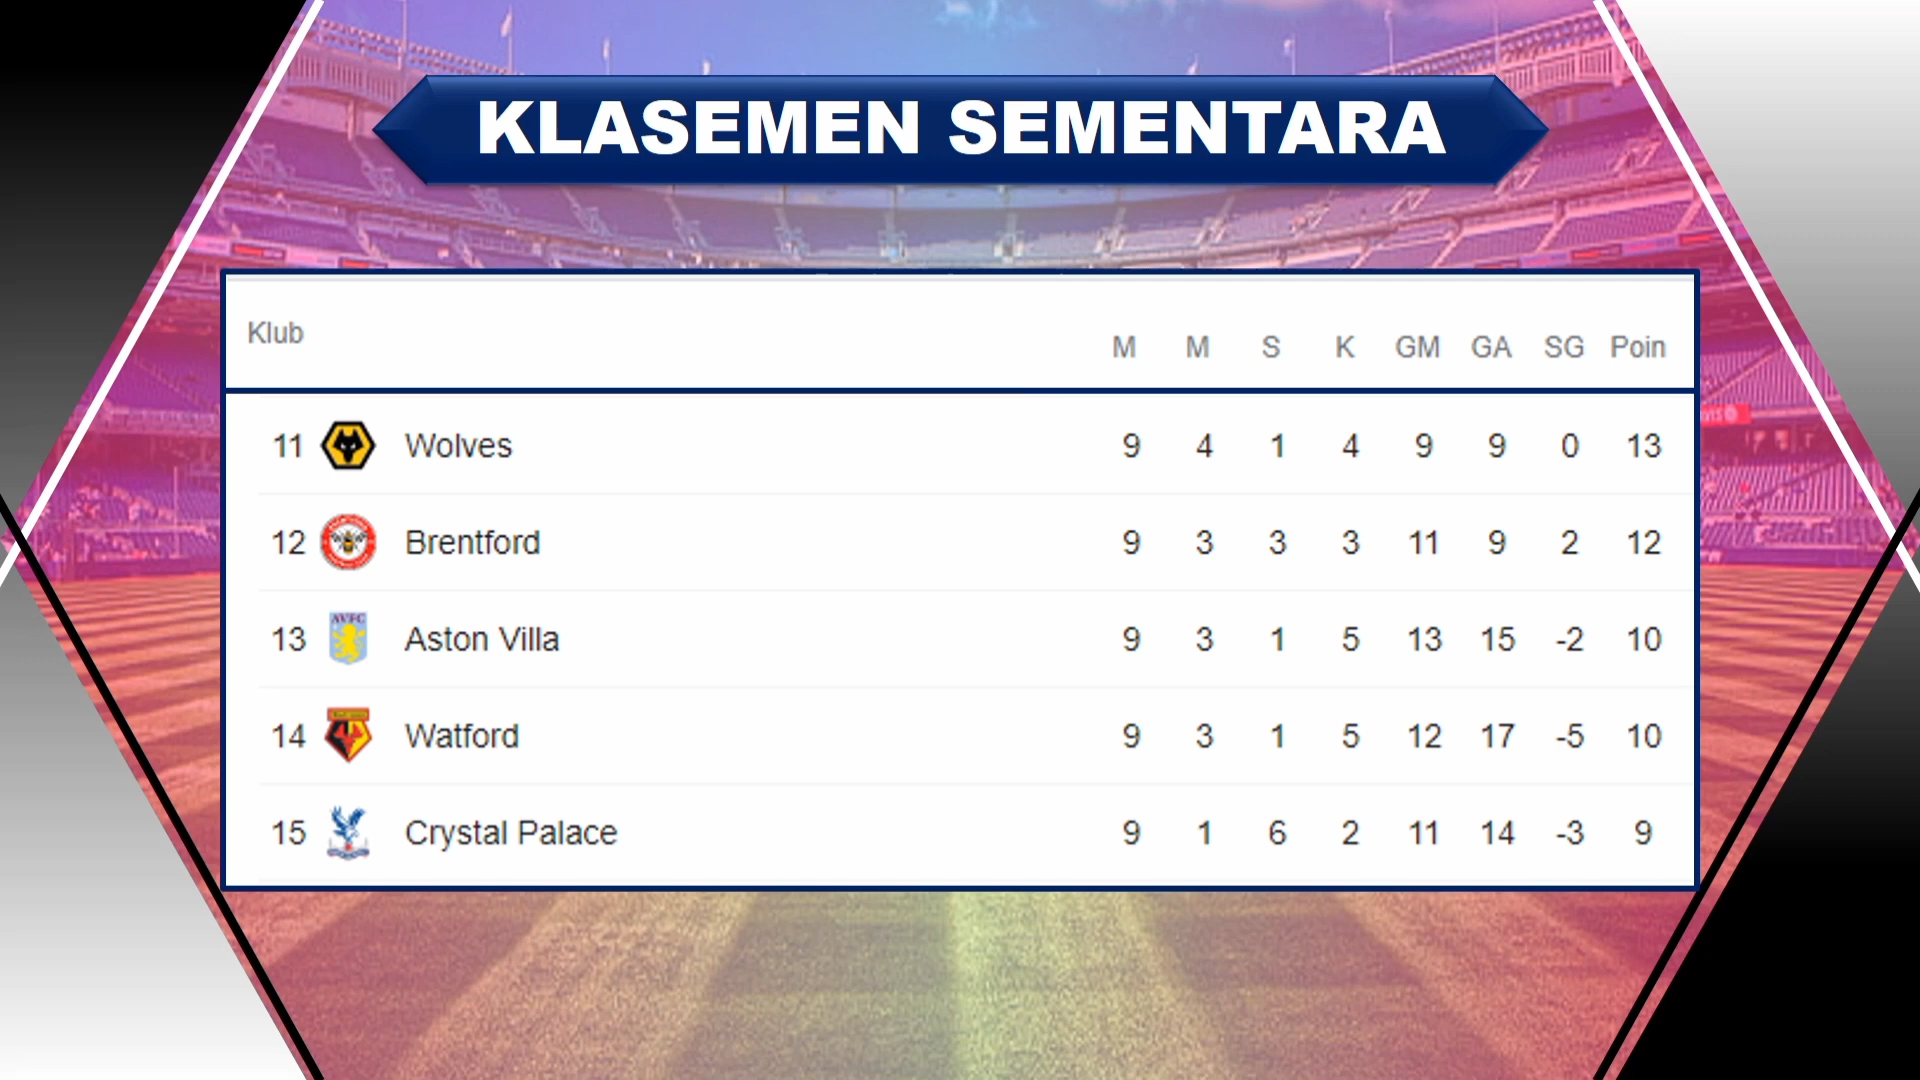 KLASEMEN SEMENTARA
Klub M M S K GM GA SG Poin
11 Wolves 9 4 1 4 9 9 0 13
12 Brentford 9 3 3 3 11 9 2 12
13 AVFC Aston Villa 9 3 1 5 13 15 -2 10
14 Watford 9 3 1 5 12 17 -5 10
15 Crystal Palace 9 1 6 2 11 14 -3 9